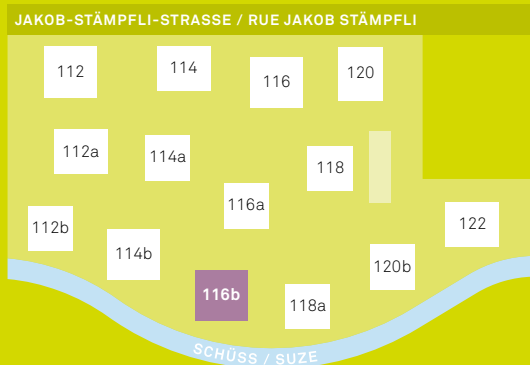 JAKOB-STÄMPFLI-STRASSE / RUE JAKOB STÄMPFLI
112
114
116
120
112a
114a
118
116a
112b
122
114b
120b
116b
118a
SCHÜSS / SUZE